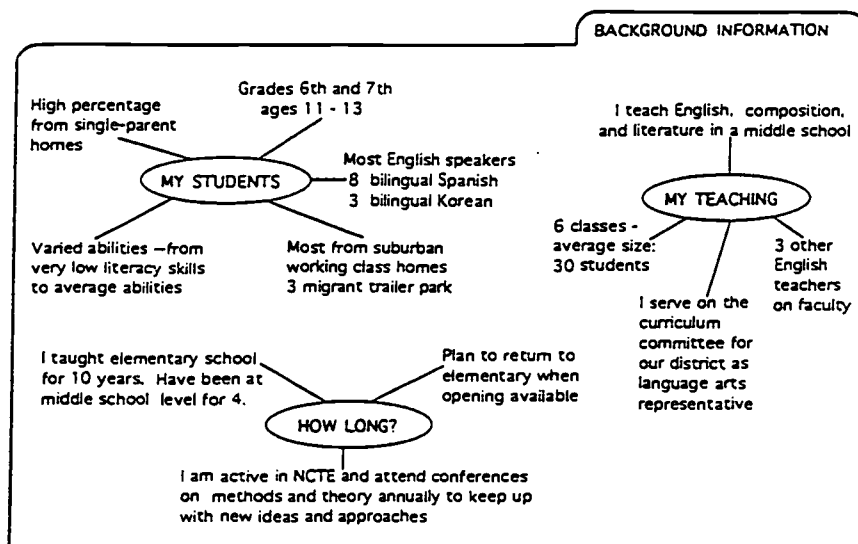 BACKGROUND INFORMATION
Grades 6th and 7th
ages 11 - 13
High percentage
from single-parent
homes
Most English speakers
8 bilingual Spanish
3 bilingual Korean
MY STUDENTS
Varied abilities —from
very low literacy skills
to average abilities
Most from suburban
working class homes
3 migrant trailer park
I teach English, composition,
and literature in a middle school
MY TEACHING
6 classes -
average size:
30 students
I serve on the
curriculum
committee for
our district as
language arts
representative
3 other
English
teachers
on faculty
I taught elementary school
for 10 years. Have been at
middle school level for 4.
Plan to return to
elementary when
opening available
HOW LONG?
I am active in NCTE and attend conferences
on methods and theory annually to keep up
with new ideas and approaches